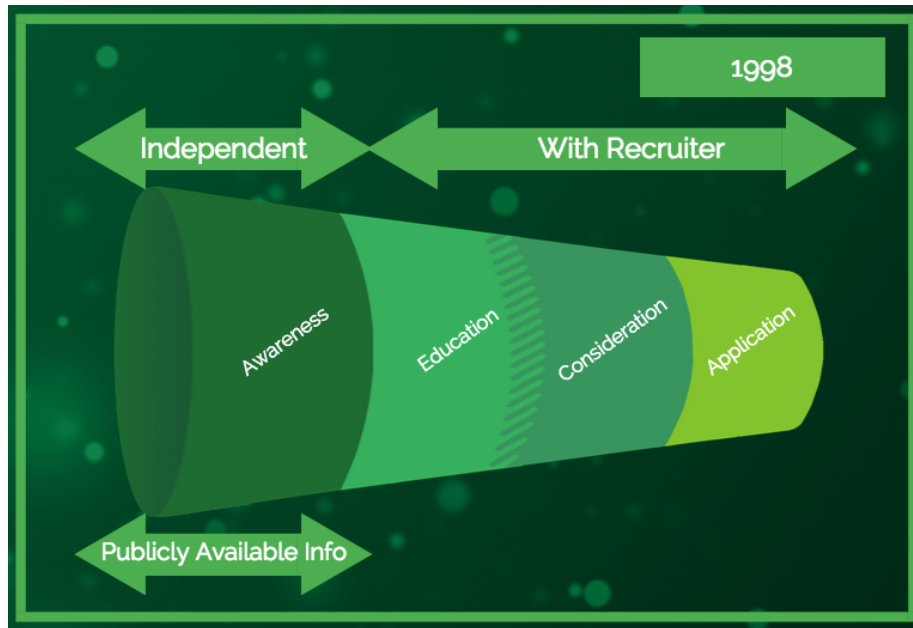 1998
Independent
With Recruiter
Awareness
Education
Consideration
Application
Publicly Available Info